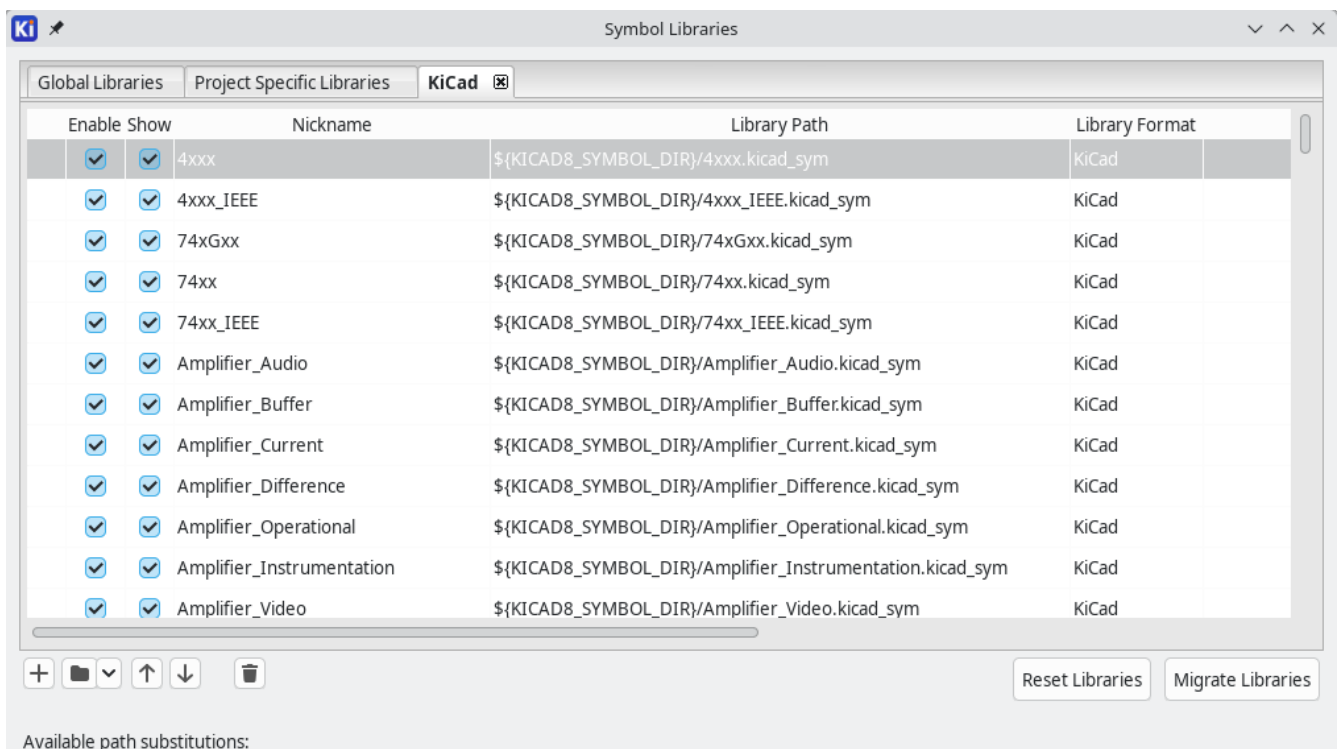 Ki Symbol Libraries
Global Libraries Project Specific Libraries KiCad
Enable Show Nickname Library Path Library Format
4xxx ${KICAD8_SYMBOL_DIR}/4xxx.kicad_sym KiCad
4xxx_IEEE ${KICAD8_SYMBOL_DIR}/4xxx_IEEE.kicad_sym KiCad
74xGxx ${KICAD8_SYMBOL_DIR}/74xGxx.kicad_sym KiCad
74xx ${KICAD8_SYMBOL_DIR}/74xx.kicad_sym KiCad
74xx_IEEE ${KICAD8_SYMBOL_DIR}/74xx_IEEE.kicad_sym KiCad
Amplifier_Audio ${KICAD8_SYMBOL_DIR}/Amplifier_Audio.kicad_sym KiCad
Amplifier_Buffer ${KICAD8_SYMBOL_DIR}/Amplifier_Buffer.kicad_sym KiCad
Amplifier_Current ${KICAD8_SYMBOL_DIR}/Amplifier_Current.kicad_sym KiCad
Amplifier_Difference ${KICAD8_SYMBOL_DIR}/Amplifier_Difference.kicad_sym KiCad
Amplifier_Operational ${KICAD8_SYMBOL_DIR}/Amplifier_Operational.kicad_sym KiCad
Amplifier_Instrumentation ${KICAD8_SYMBOL_DIR}/Amplifier_Instrumentation.kicad_sym KiCad
Amplifier_Video ${KICAD8_SYMBOL_DIR}/Amplifier_Video.kicad_sym KiCad
Reset Libraries Migrate Libraries
Available path substitutions: